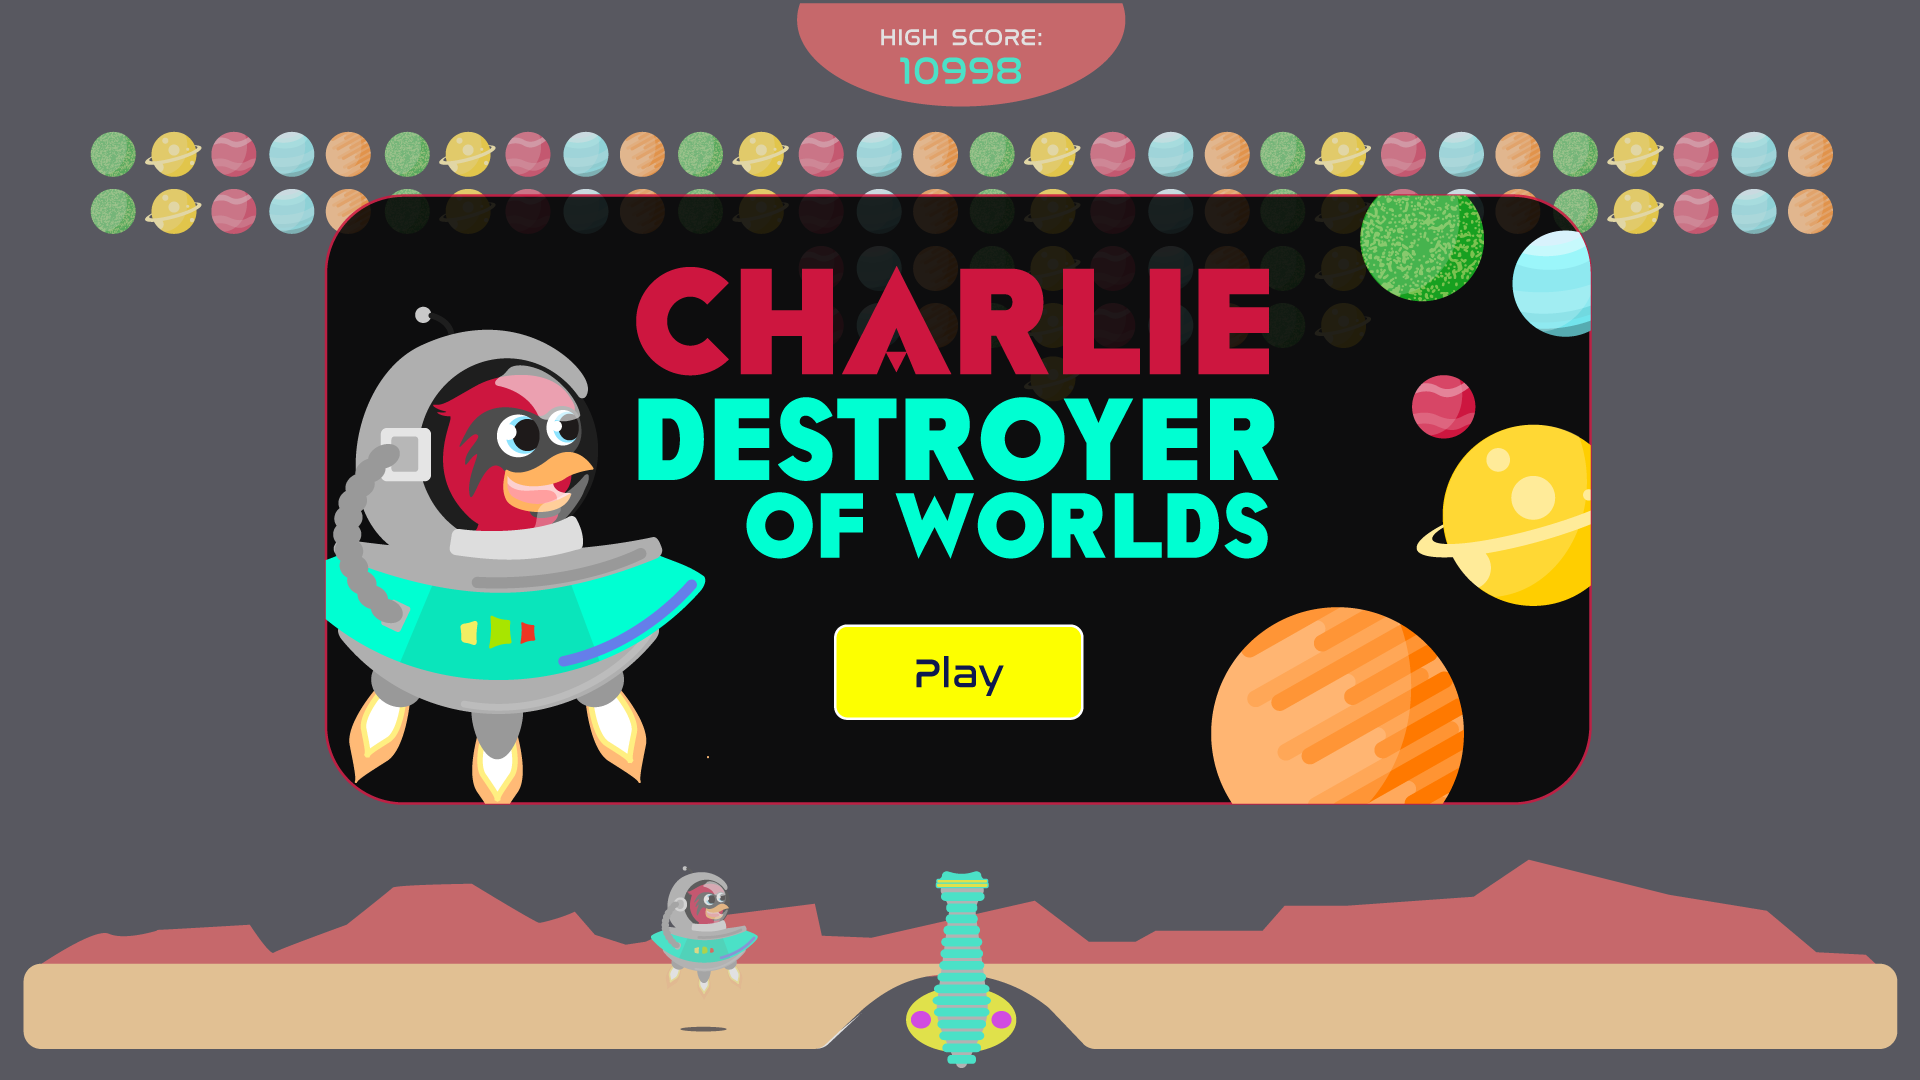 HIGH SCORE:
10998
CHARLIE
DESTROYER
OF WORLDS
Play